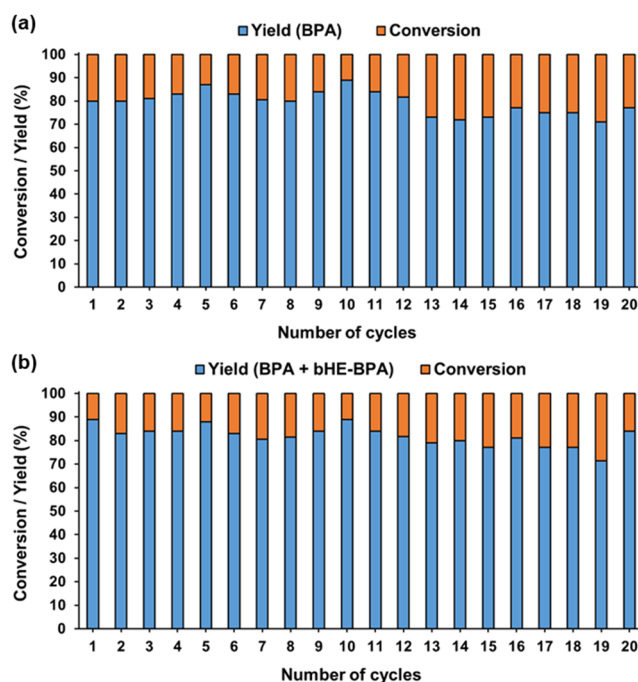 (a)
Yield (BPA) Conversion
100
90
80
70
60
50
40
30
20
10
0
Conversion / Yield (%)
1 2 3 4 5 6 7 8 9 10 11 12 13 14 15 16 17 18 19 20
Number of cycles
(b)
Yield (BPA + bHE-BPA) Conversion
100
90
80
70
60
50
40
30
20
10
0
Conversion / Yield (%)
1 2 3 4 5 6 7 8 9 10 11 12 13 14 15 16 17 18 19 20
Number of cycles